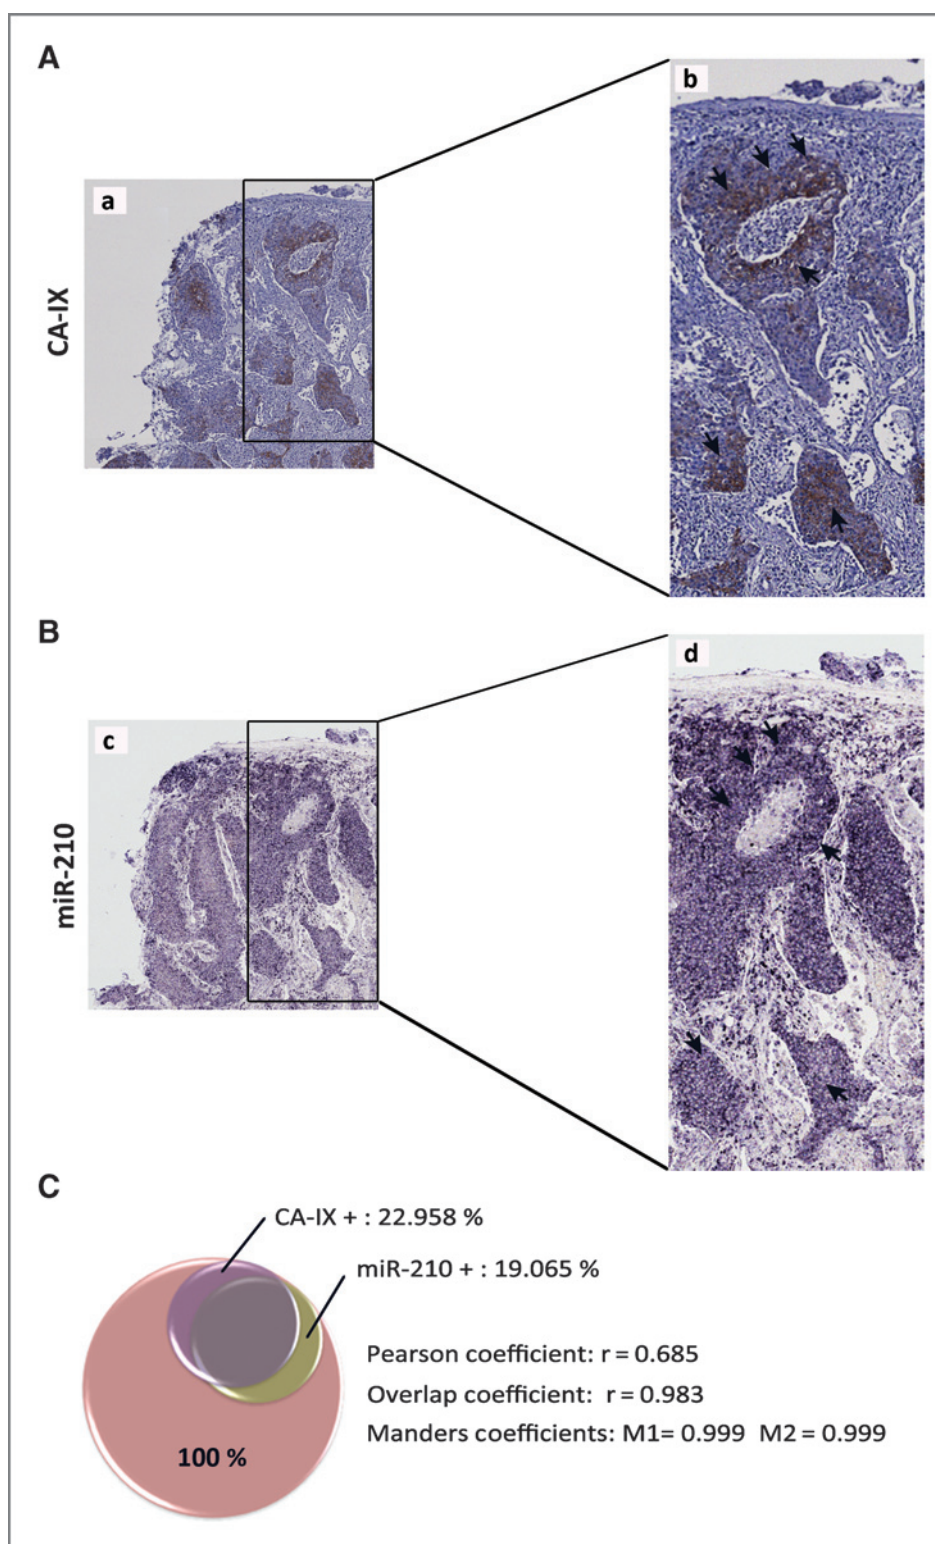 A
b
a
CA-IX
B
d
c
miR-210
C
CA-IX + : 22.958 %
miR-210 + : 19.065 %
Pearson coefficient: r = 0.685
Overlap coefficient: r = 0.983
Manders coefficients: M1= 0.999 M2 = 0.999
100 %